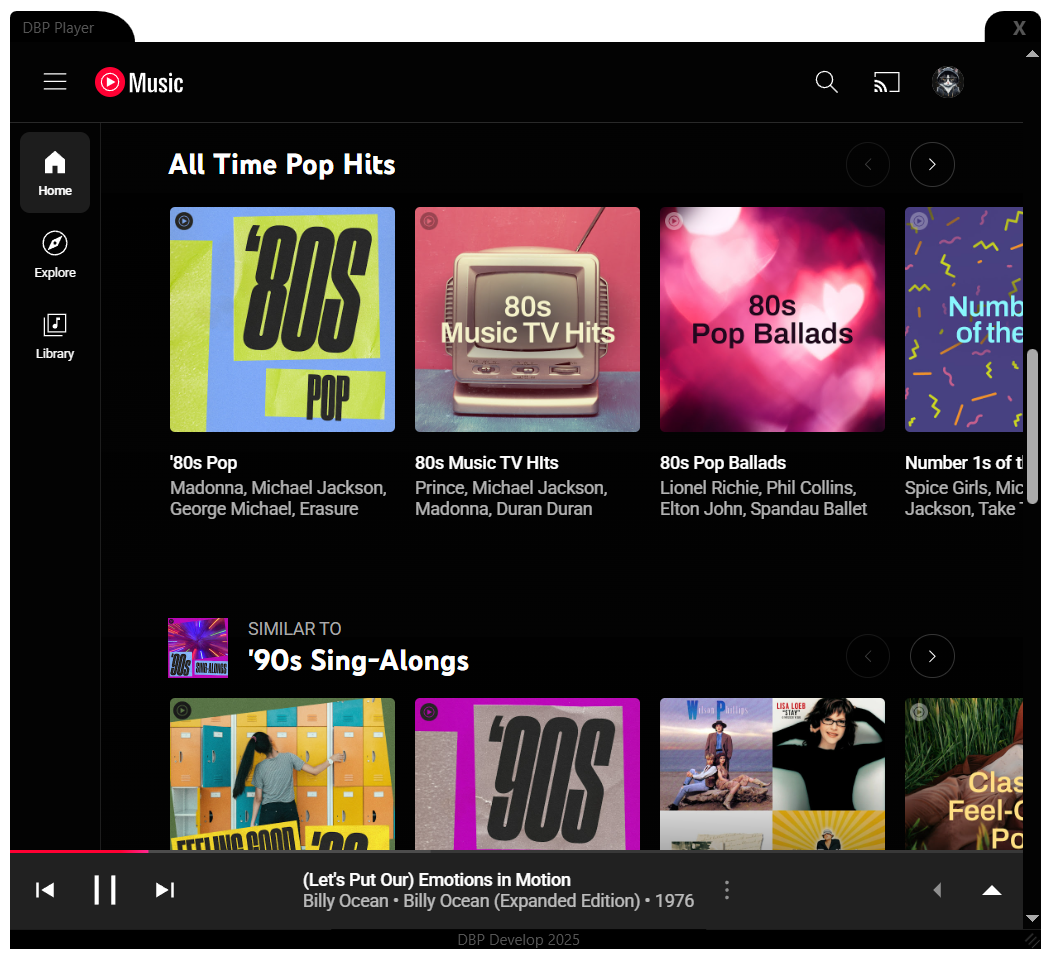 DBP Player
X
Music
Home
Explore
Library
All Time Pop Hits
'80S
POP
80s
Music TV Hits
80s
Pop Ballads
Numb
of the
'80s Pop
Madonna, Michael Jackson,
George Michael, Erasure
80s Music TV HIts
Prince, Michael Jackson,
Madonna, Duran Duran
80s Pop Ballads
Lionel Richie, Phil Collins,
Elton John, Spandau Ballet
Number 1s of t
Spice Girls, Mic
Jackson, Take T
'90s
SING-ALONGS
SIMILAR TO
'90s Sing-Alongs
FEELING GOOD
'90S
Wilson Phillips
LISA LOEB
"STAY"
Clas
Feel-G
Po
(Let's Put Our) Emotions in Motion
Billy Ocean • Billy Ocean (Expanded Edition) • 1976
DBP Develop 2025